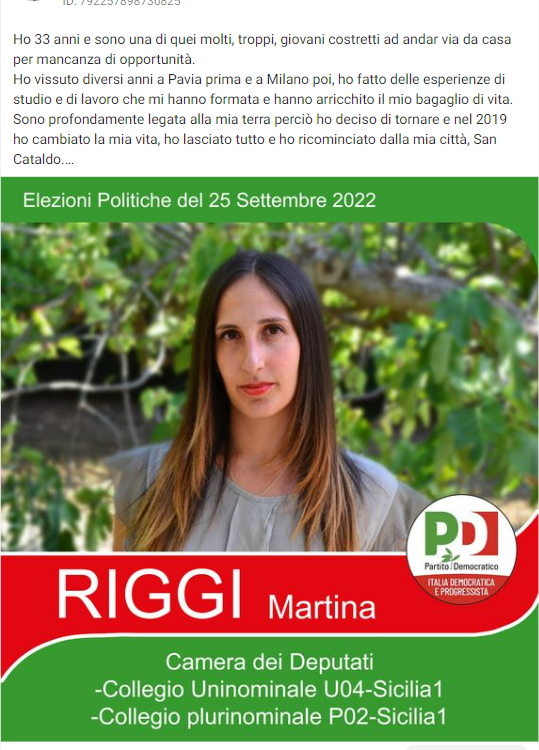 ID: 792257898730825
Ho 33 anni e sono una di quei molti, troppi, giovani costretti ad andar via da casa
per mancanza di opportunità.
Ho vissuto diversi anni a Pavia prima e a Milano poi, ho fatto delle esperienze di
studio e di lavoro che mi hanno formata e hanno arricchito il mio bagaglio di vita.
Sono profondamente legata alla mia terra perciò ho deciso di tornare e nel 2019
ho cambiato la mia vita, ho lasciato tutto e ho ricominciato dalla mia città, San
Cataldo....
Elezioni Politiche del 25 Settembre 2022
PD
Partito Democratico
ITALIA DEMOCRATICA
E PROGRESSISTA
RIGGI Martina
Camera dei Deputati
-Collegio Uninominale U04-Sicilia1
-Collegio plurinominale P02-Sicilia1